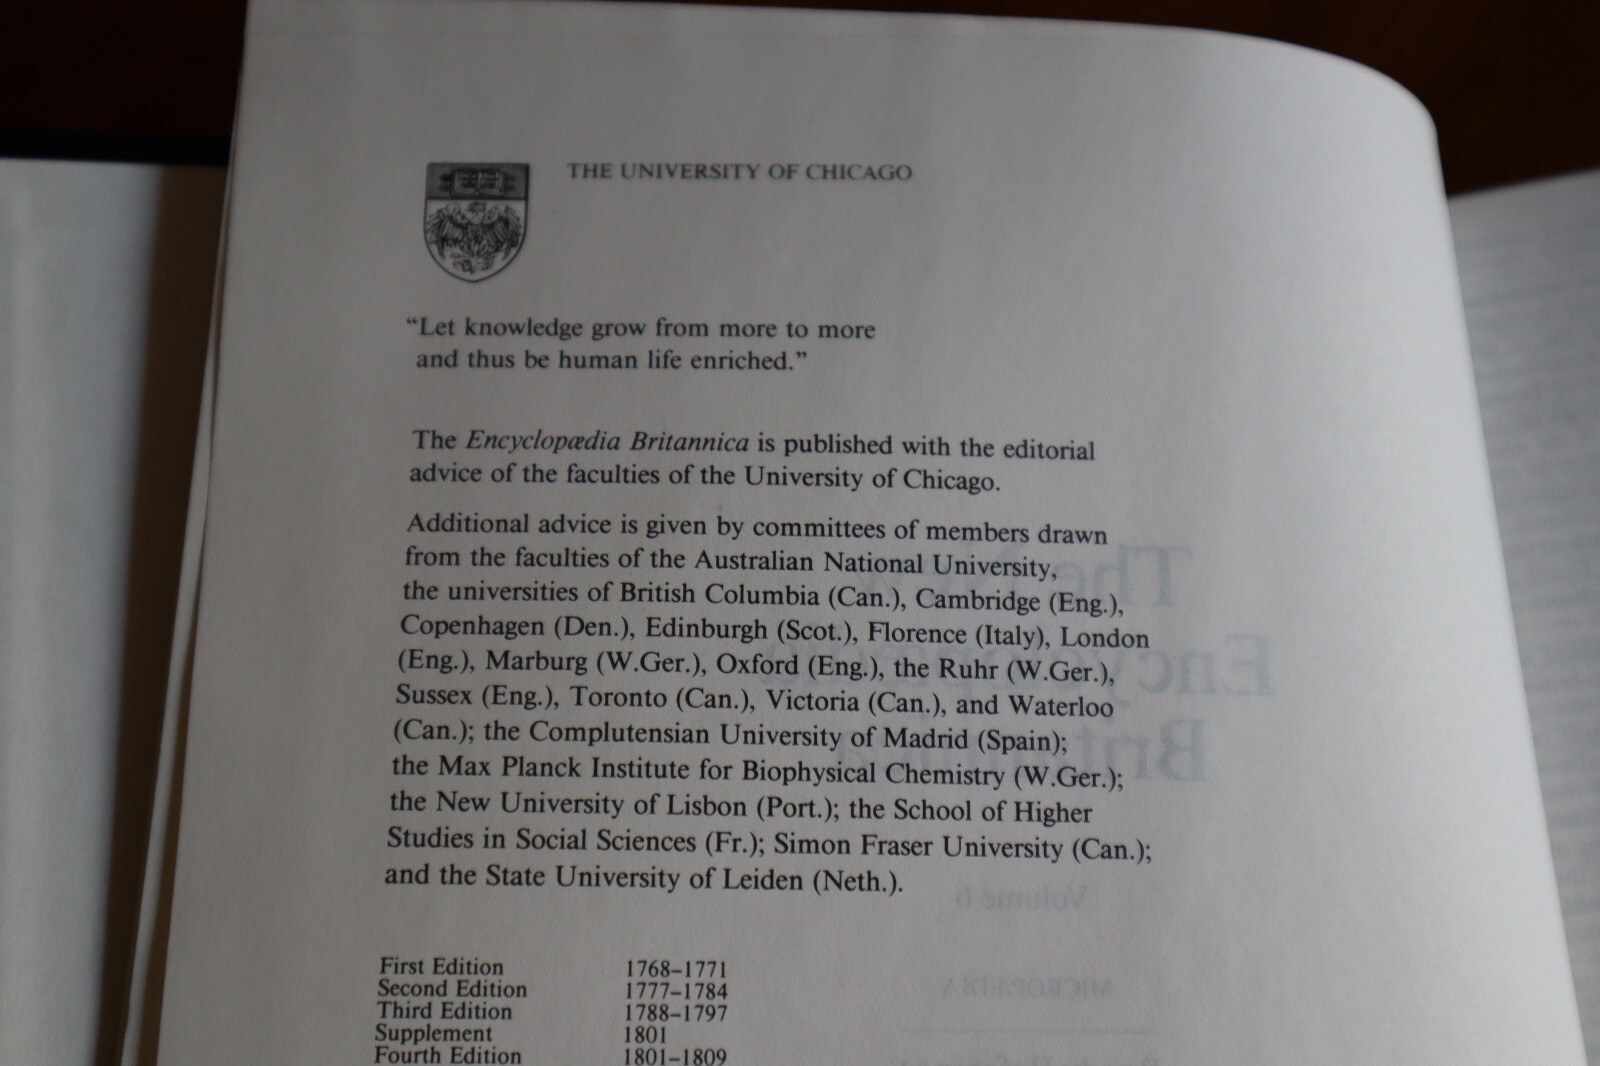 THE UNIVERSITY OF CHICAGO
“Let knowledge grow from more to more
and thus be human life enriched.”
The Encyclopædia Britannica is published with the editorial
advice of the faculties of the University of Chicago.
Additional advice is given by committees of members drawn
from the faculties of the Australian National University,
the universities of British Columbia (Can.), Cambridge (Eng.),
Copenhagen (Den.), Edinburgh (Scot.), Florence (Italy), London
(Eng.), Marburg (W.Ger.), Oxford (Eng.), the Ruhr (W.Ger.),
Sussex (Eng.), Toronto (Can.), Victoria (Can.), and Waterloo
(Can.); the Complutensian University of Madrid (Spain);
the Max Planck Institute for Biophysical Chemistry (W.Ger.);
the New University of Lisbon (Port.); the School of Higher
Studies in Social Sciences (Fr.); Simon Fraser University (Can.);
and the State University of Leiden (Neth.).
First Edition 1768–1771
Second Edition 1777–1784
Third Edition 1788–1797
Supplement 1801
Fourth Edition 1801–1809